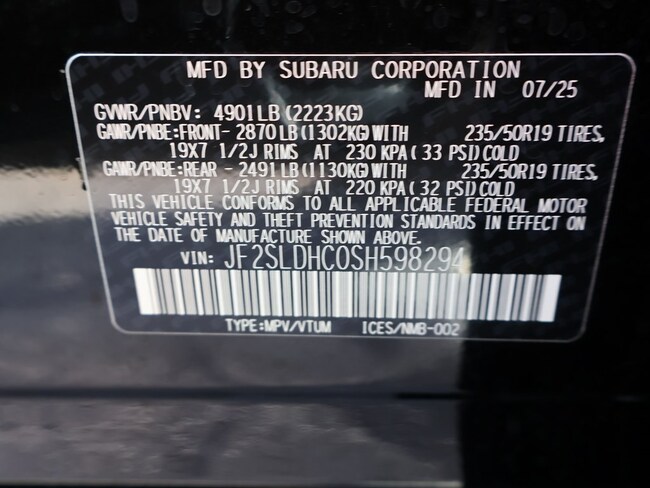 MFD BY SUBARU CORPORATION
MFD IN 07/25
GVWR/PNBV: 4901LB(2223KG)
GAWR/PNBE:FRONT- 2870LB(1302KG)WITH 235/50R19 TIRES,
19X7 1/2J RIMS AT 230 KPA(33 PSI)COLD
GAWR/PNBE:REAR - 2491LB(1130KG)WITH 235/50R19 TIRES,
19X7 1/2J RIMS AT 220 KPA(32 PSI)COLD
THIS VEHICLE CONFORMS TO ALL APPLICABLE FEDERAL MOTOR
VEHICLE SAFETY AND THEFT PREVENTION STANDARDS IN EFFECT ON
THE DATE OF MANUFACTURE SHOWN ABOVE.
VIN: JF2SLDHC0SH598294
TYPE:MPV/VTUM ICES/NMB-002